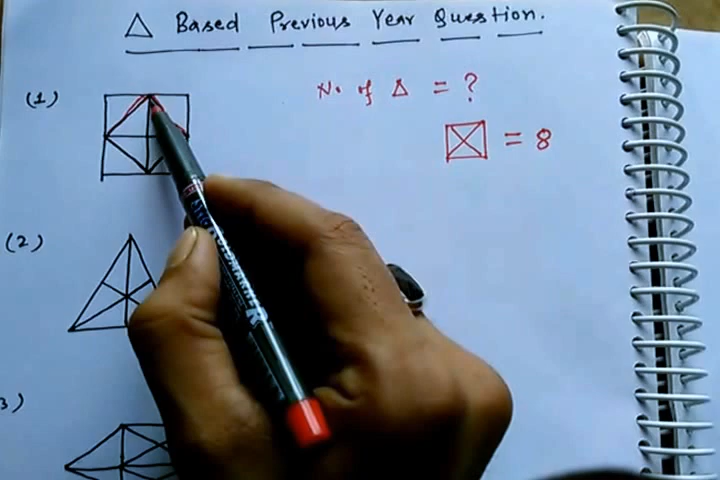 △ Based Previous Year Question.
(1)
No. of △ = ?
= 8
(2)
3)